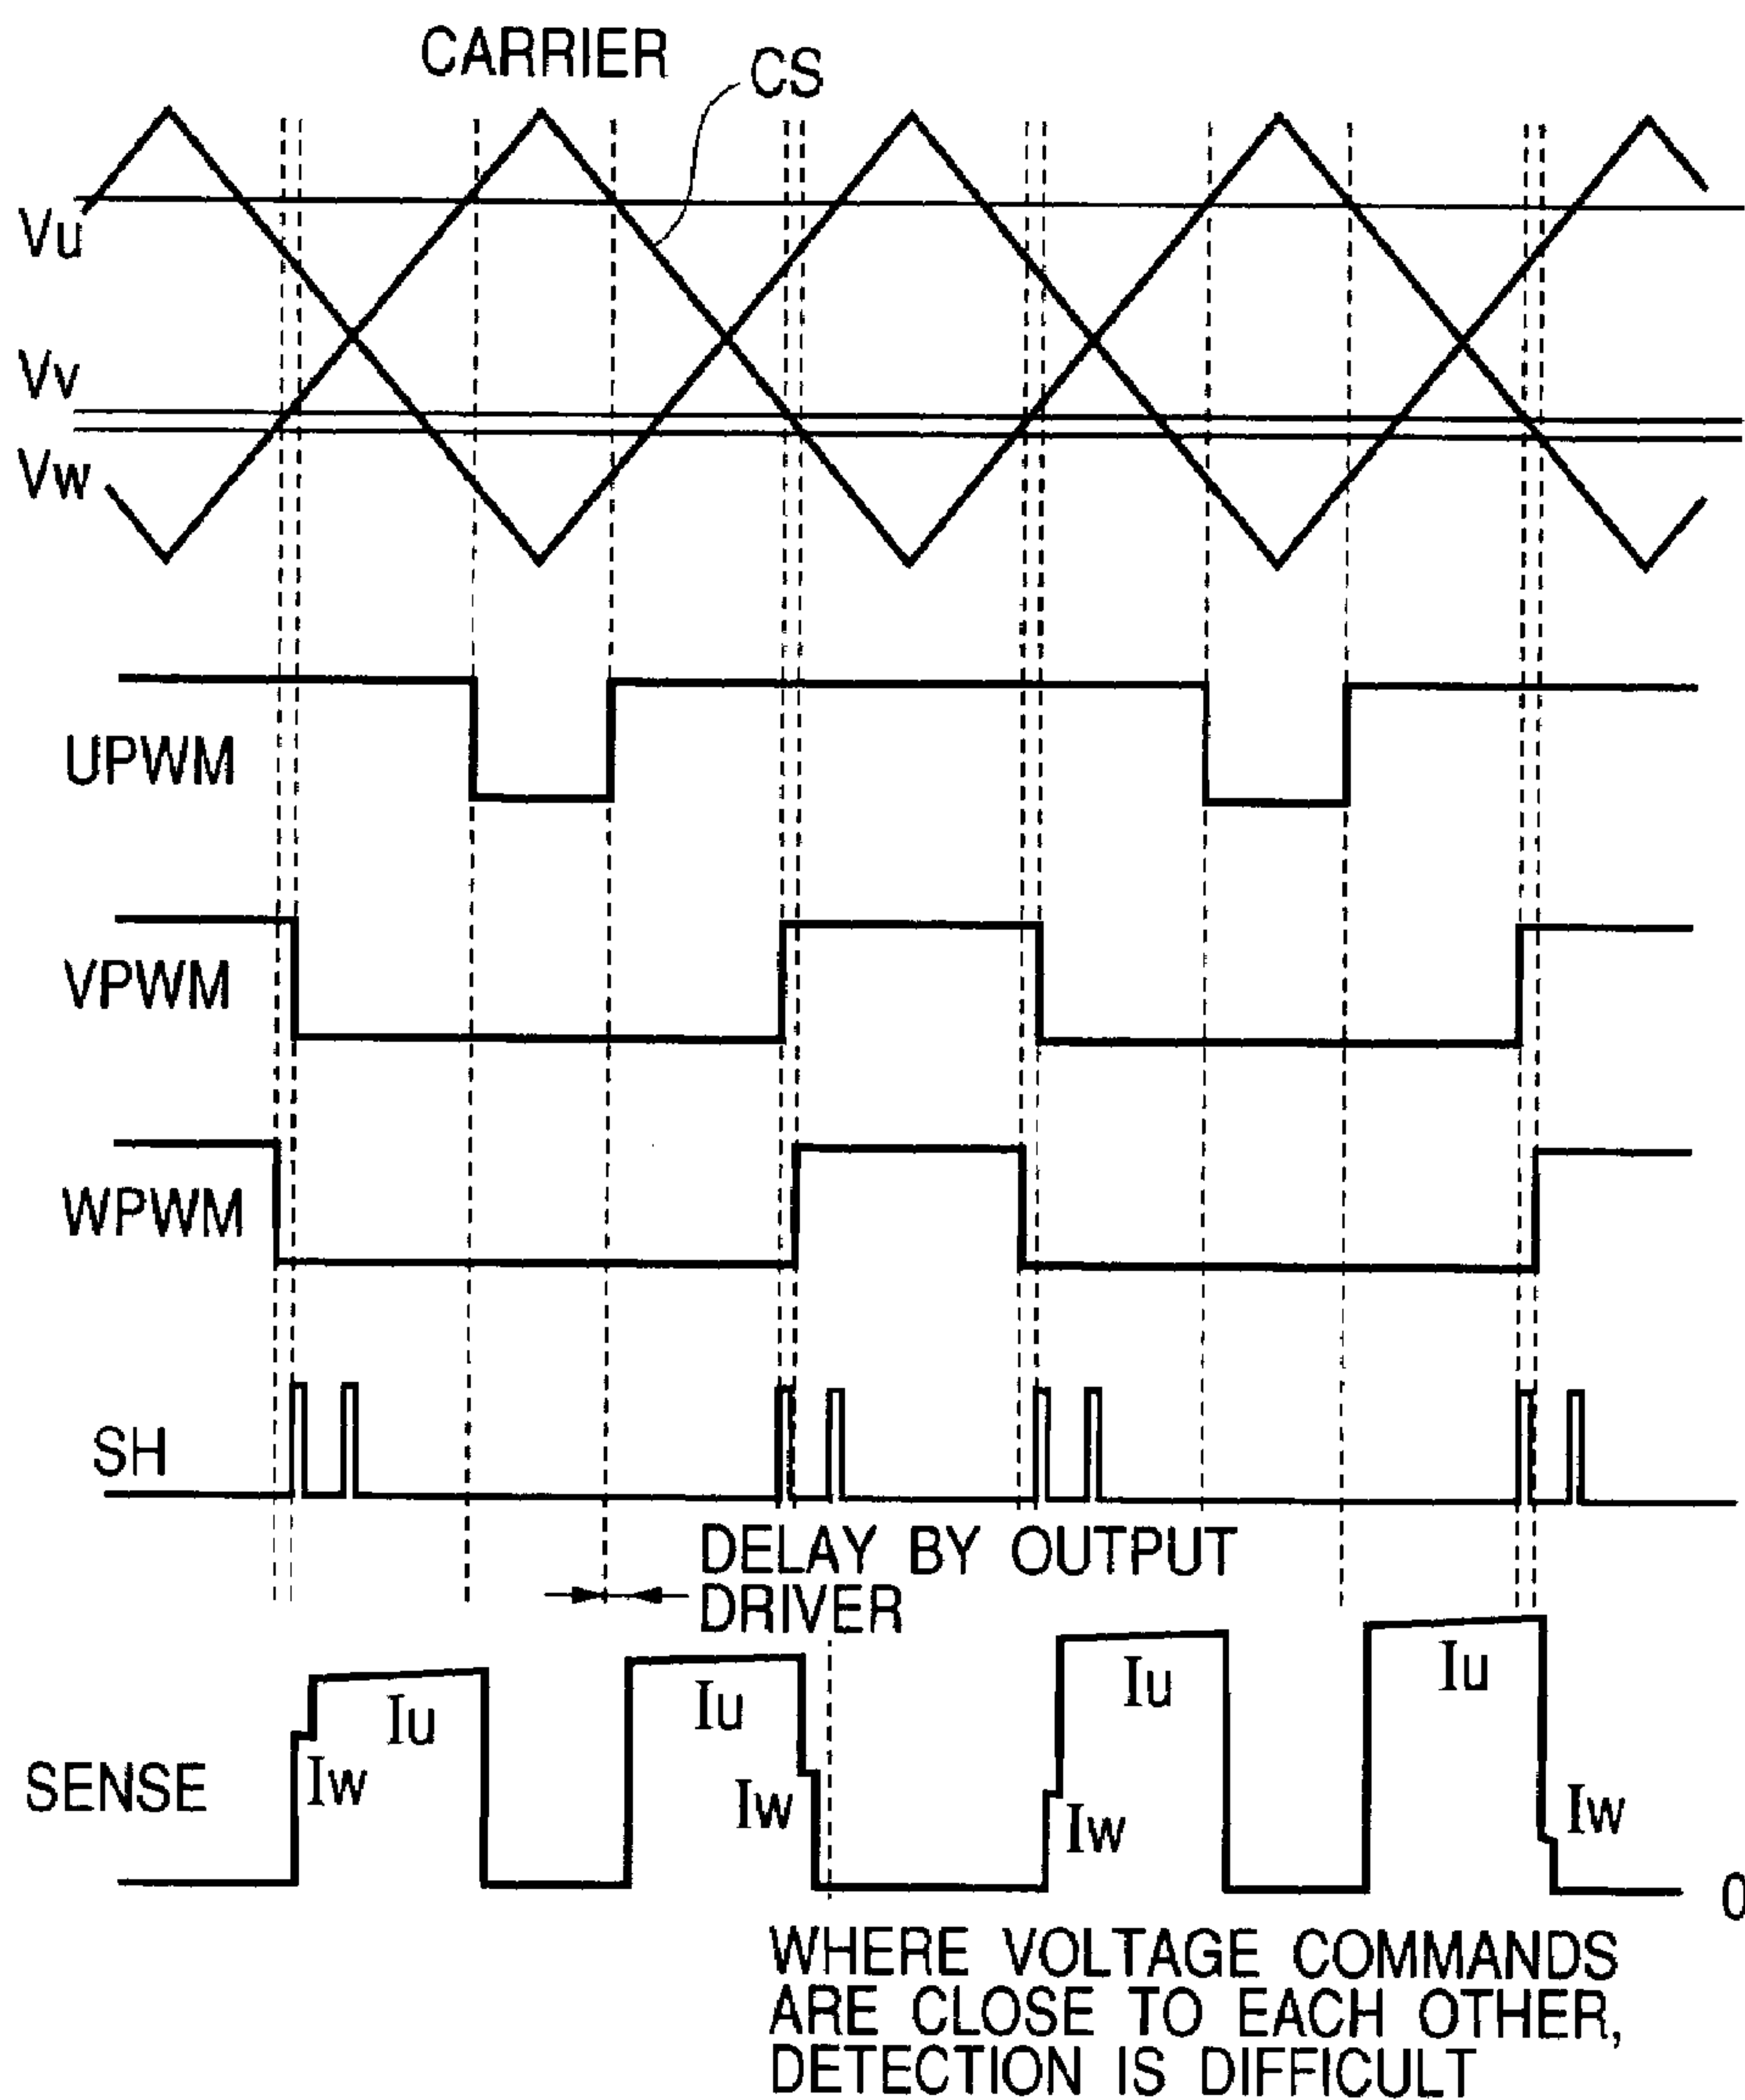 CARRIER
CS
Vu
Vv
Vw
UPWM
VPWM
WPWM
SH
DELAY BY OUTPUT
DRIVER
Iu
Iu
Iu
Iu
SENSE
Iw
Iw
Iw
Iw
0
WHERE VOLTAGE COMMANDS
ARE CLOSE TO EACH OTHER,
DETECTION IS DIFFICULT